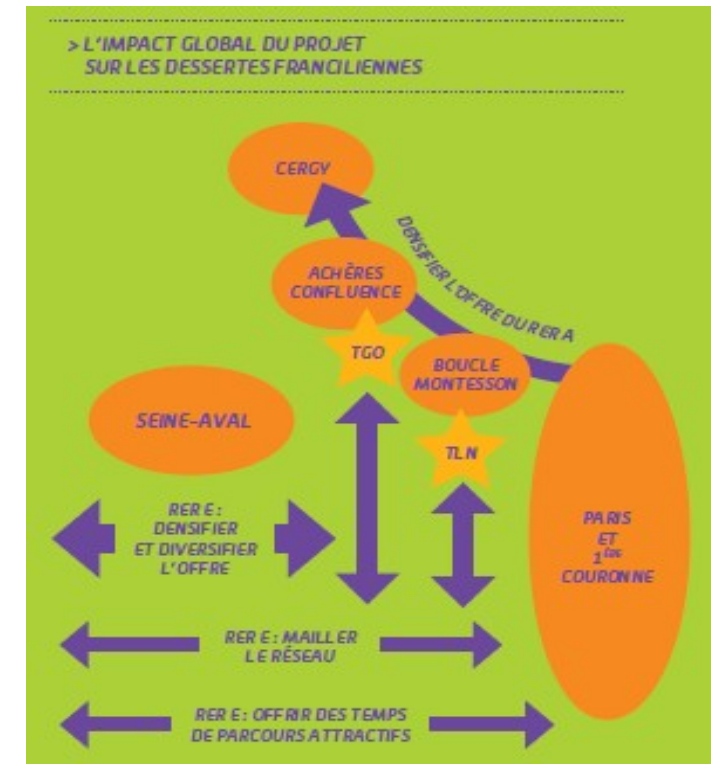 > L'IMPACT GLOBAL DU PROJET
SUR LES DESSERTES FRANCILIENNES
CERGY
DENSIFIER L'OFFRE DU RER A
ACHÈRES
CONFLUENCE
TGO
BOUCLE
MONTESSON
SEINE-AVAL
TLN
RER E :
DENSIFIER
ET DIVERSIFIER
L'OFFRE
PARIS
ET
COURONNE
RER E : MAILLER
LE RÉSEAU
RER E : OFFRIR DES TEMPS
DE PARCOURS ATTRACTIFS